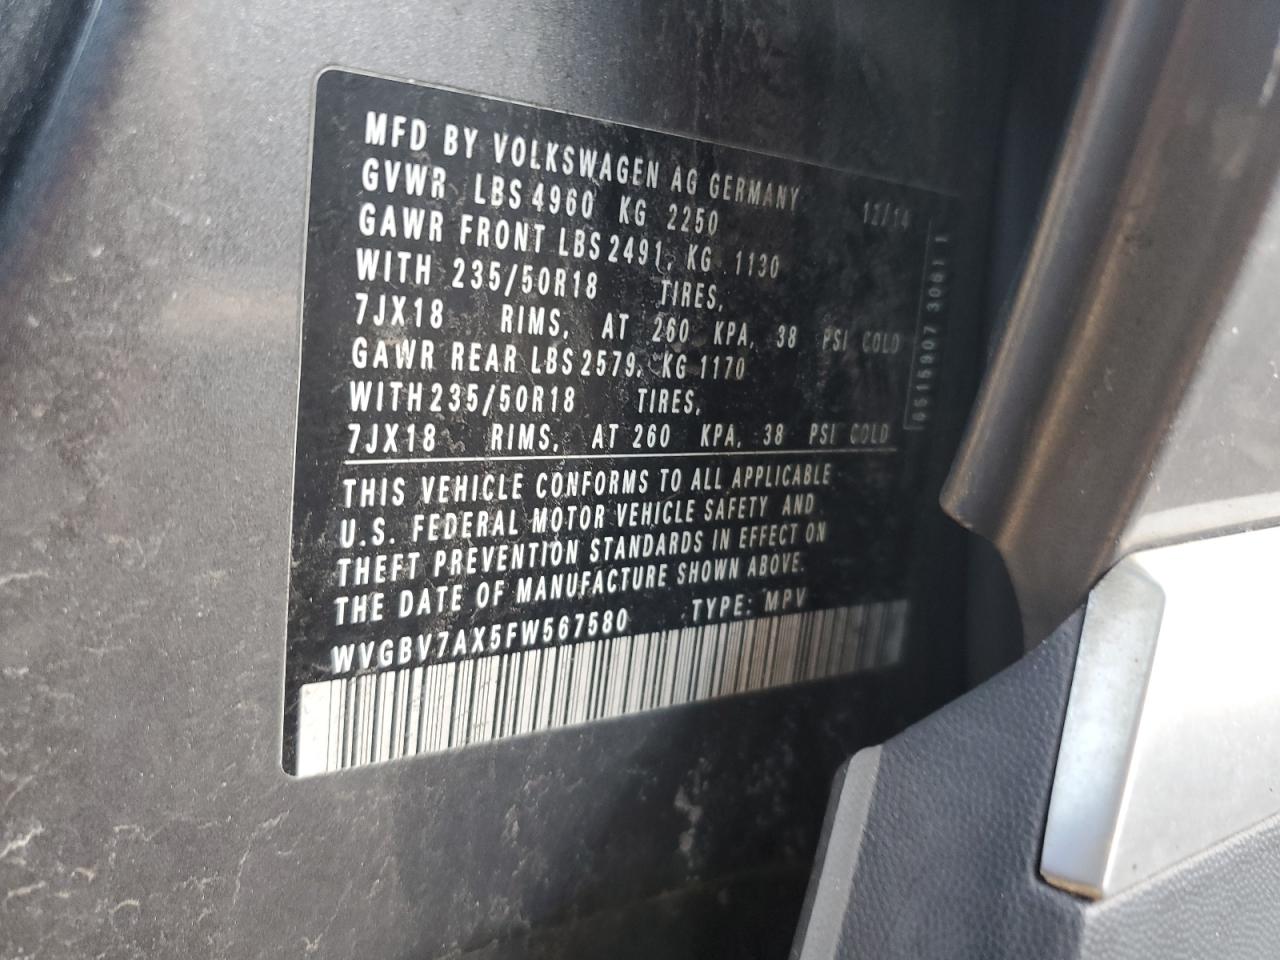 MFD BY VOLKSWAGEN AG GERMANY 12/14
GVWR LBS 4960 KG 2250
GAWR FRONT LBS 2491, KG 1130
WITH 235/50R18 TIRES,
7JX18 RIMS, AT 260 KPA, 38 PSI COLD
GAWR REAR LBS 2579, KG 1170
WITH 235/50R18 TIRES,
7JX18 RIMS, AT 260 KPA, 38 PSI COLD
THIS VEHICLE CONFORMS TO ALL APPLICABLE
U.S. FEDERAL MOTOR VEHICLE SAFETY AND
THEFT PREVENTION STANDARDS IN EFFECT ON
THE DATE OF MANUFACTURE SHOWN ABOVE.
WVGBV7AX5FW567580 TYPE: MPV